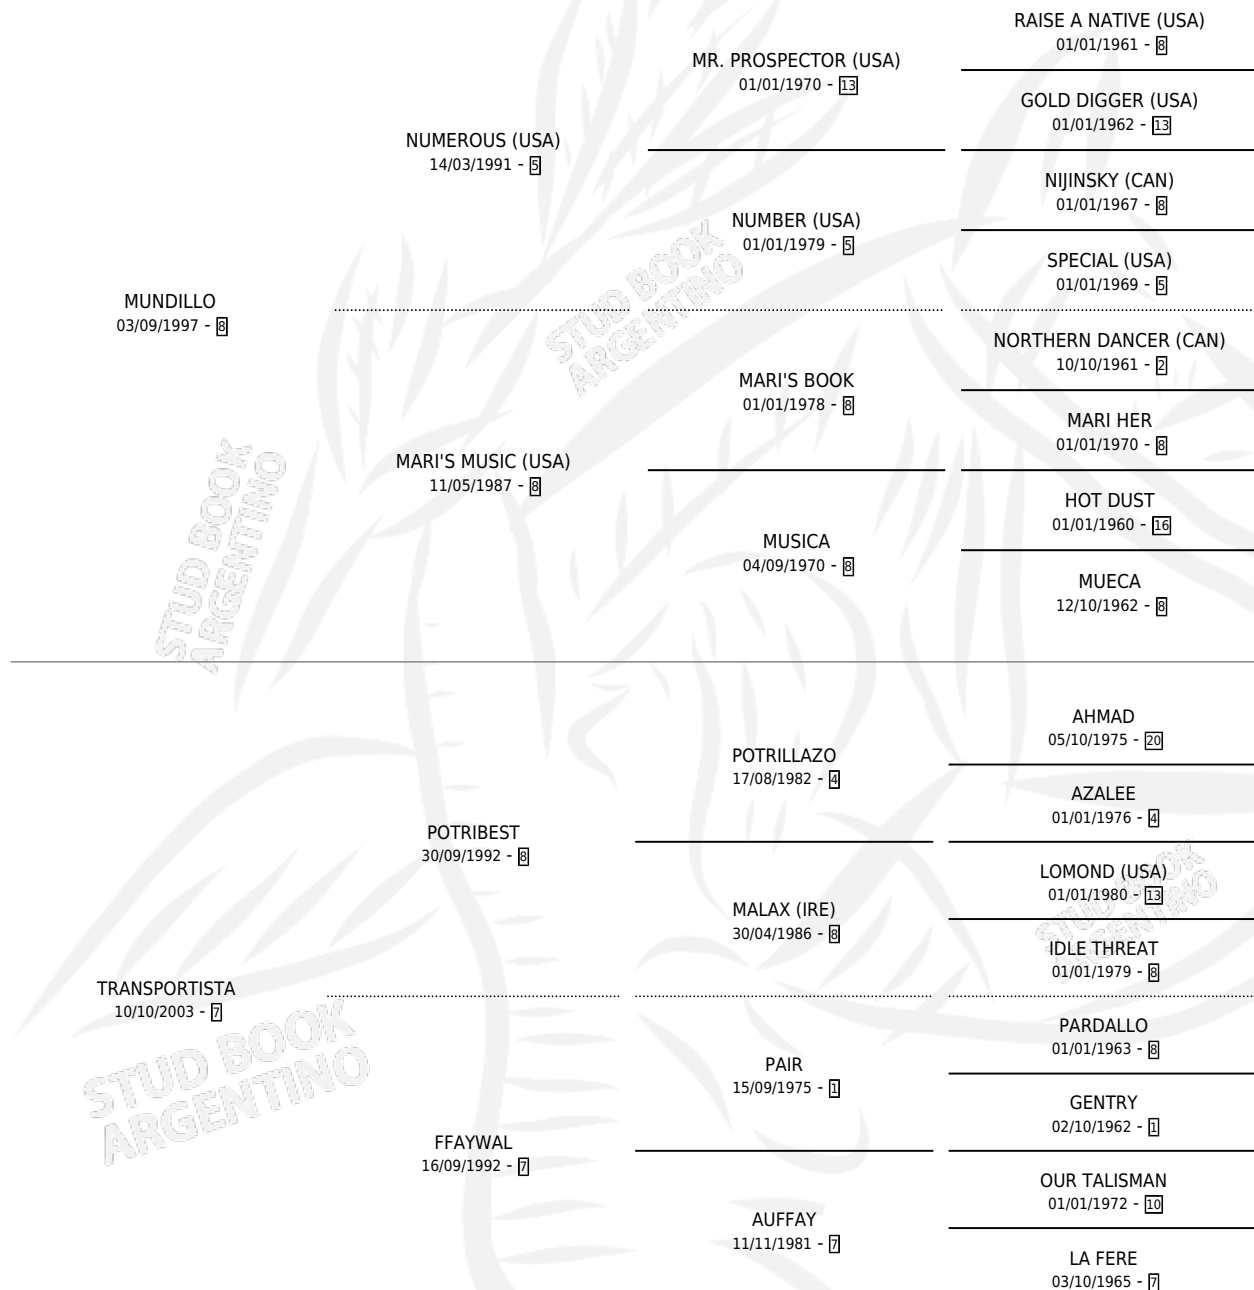 RAISE A NATIVE (USA)
01/01/1961 - 8
MR. PROSPECTOR (USA)
01/01/1970 - 13
GOLD DIGGER (USA)
01/01/1962 - 13
NUMEROUS (USA)
14/03/1991 - 5
NIJINSKY (CAN)
01/01/1967 - 8
NUMBER (USA)
01/01/1979 - 5
SPECIAL (USA)
01/01/1969 - 5
STUD BOOK
ARGENTINO
MUNDILLO
03/09/1997 - 8
NORTHERN DANCER (CAN)
10/10/1961 - 2
MARI'S BOOK
01/01/1978 - 8
MARI HER
01/01/1970 - 8
MARI'S MUSIC (USA)
11/05/1987 - 8
HOT DUST
01/01/1960 - 16
MUSICA
04/09/1970 - 8
MUECA
12/10/1962 - 8
STUD BOOK
ARGENTINO
AHMAD
05/10/1975 - 20
POTRILLAZO
17/08/1982 - 4
AZALEE
01/01/1976 - 4
POTRIBEST
30/09/1992 - 8
LOMOND (USA)
01/01/1980 - 13
MALAX (IRE)
30/04/1986 - 8
STUD BOOK
ARGENTINO
IDLE THREAT
01/01/1979 - 8
TRANSPORTISTA
10/10/2003 - 7
PARDALLO
01/01/1963 - 8
PAIR
15/09/1975 - 1
GENTRY
02/10/1962 - 1
STUD BOOK
ARGENTINO
FFAYWAL
16/09/1992 - 7
OUR TALISMAN
01/01/1972 - 10
AUFFAY
11/11/1981 - 7
LA FERE
03/10/1965 - 7